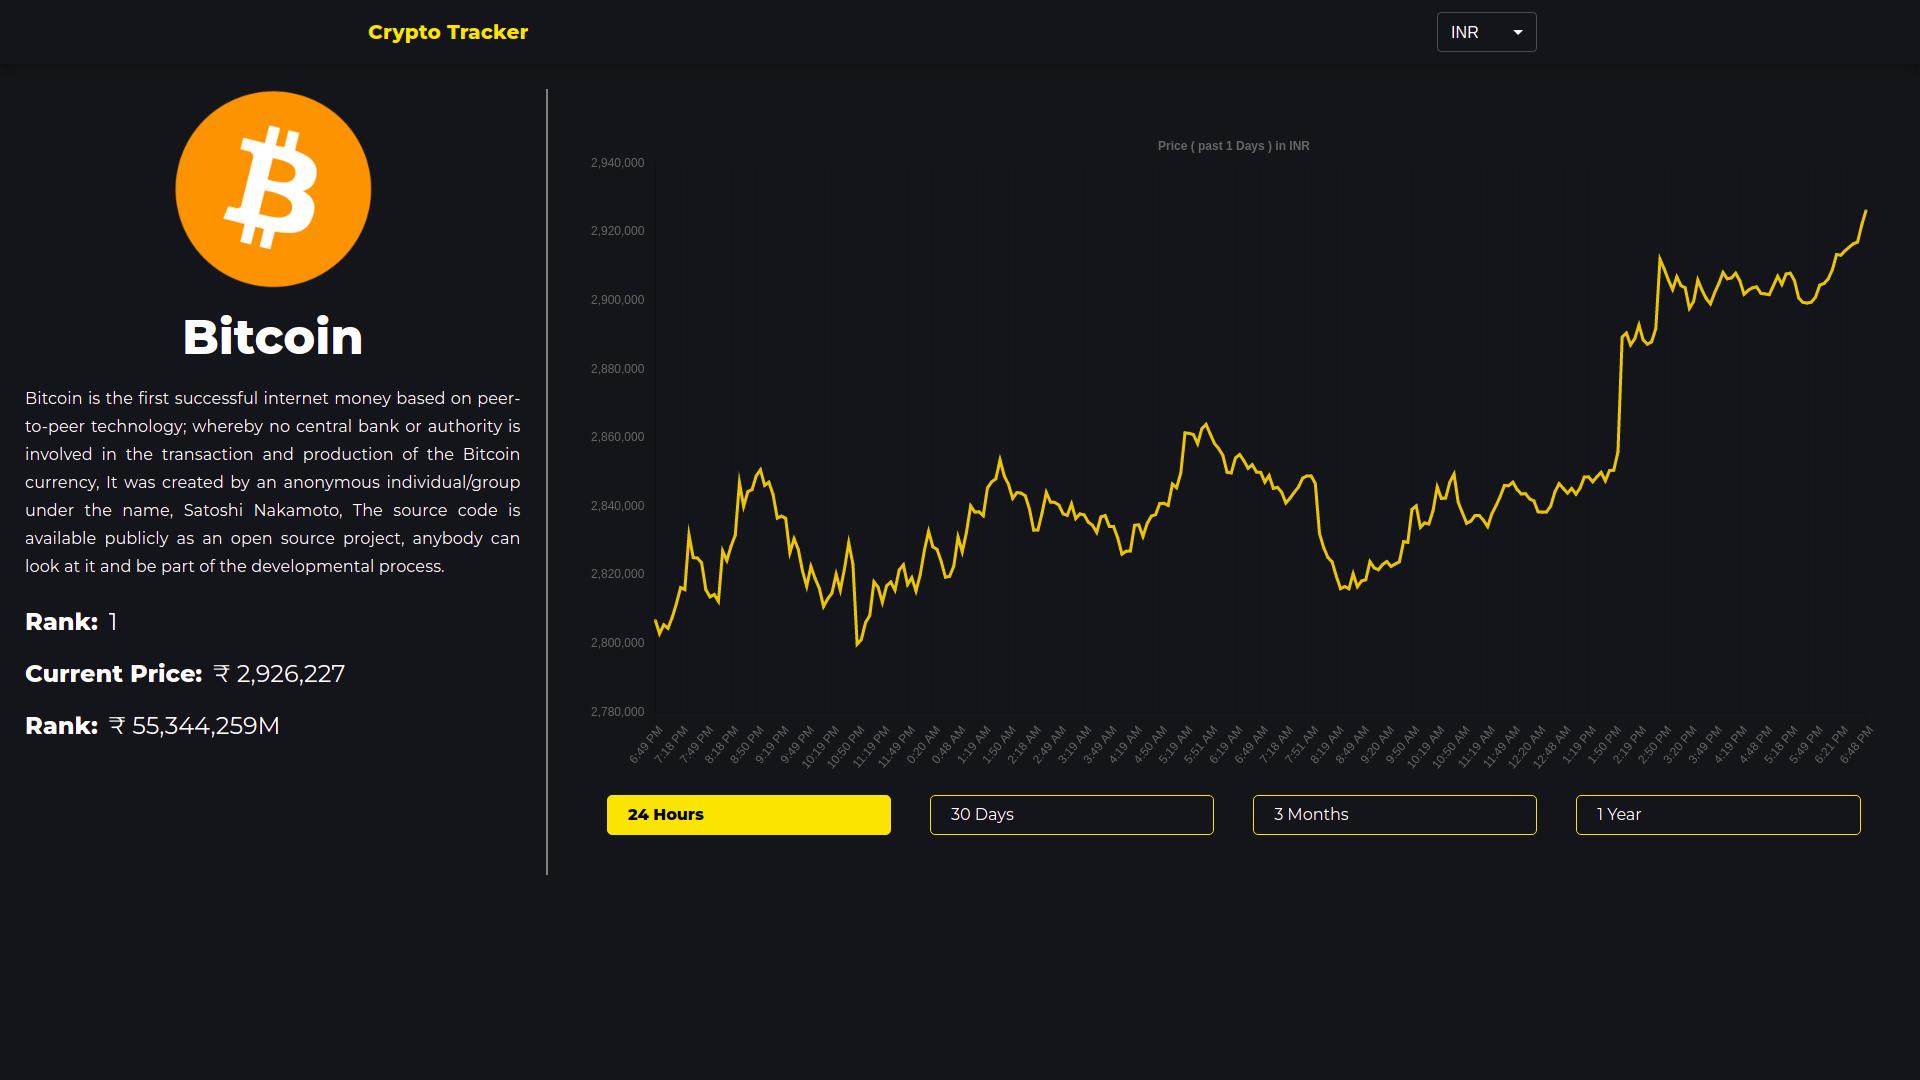 Crypto Tracker
INR
Bitcoin
Bitcoin is the first successful internet money based on peer-
to-peer technology; whereby no central bank or authority is
involved in the transaction and production of the Bitcoin
currency, It was created by an anonymous individual/group
under the name, Satoshi Nakamoto, The source code is
available publicly as an open source project, anybody can
look at it and be part of the developmental process.
Rank: 1
Current Price: ₹ 2,926,227
Rank: ₹ 55,344,259M
Price ( past 1 Days ) in INR
2,940,000
2,920,000
2,900,000
2,880,000
2,860,000
2,840,000
2,820,000
2,800,000
2,780,000
6:49 PM 7:18 PM 7:49 PM 8:18 PM 8:50 PM 9:19 PM 9:49 PM 10:19 PM 10:50 PM 11:19 PM 11:49 PM 0:20 AM 0:48 AM 1:19 AM 1:50 AM 2:18 AM 2:49 AM 3:19 AM 3:49 AM 4:19 AM 4:50 AM 5:19 AM 5:51 AM 6:19 AM 6:49 AM 7:18 AM 7:51 AM 8:19 AM 8:49 AM 9:20 AM 9:50 AM 10:19 AM 10:50 AM 11:19 AM 11:49 AM 12:20 AM 12:48 AM 1:19 PM 1:50 PM 2:19 PM 2:50 PM 3:20 PM 3:49 PM 4:19 PM 4:48 PM 5:18 PM 5:49 PM 6:21 PM 6:48 PM
24 Hours
30 Days
3 Months
1 Year